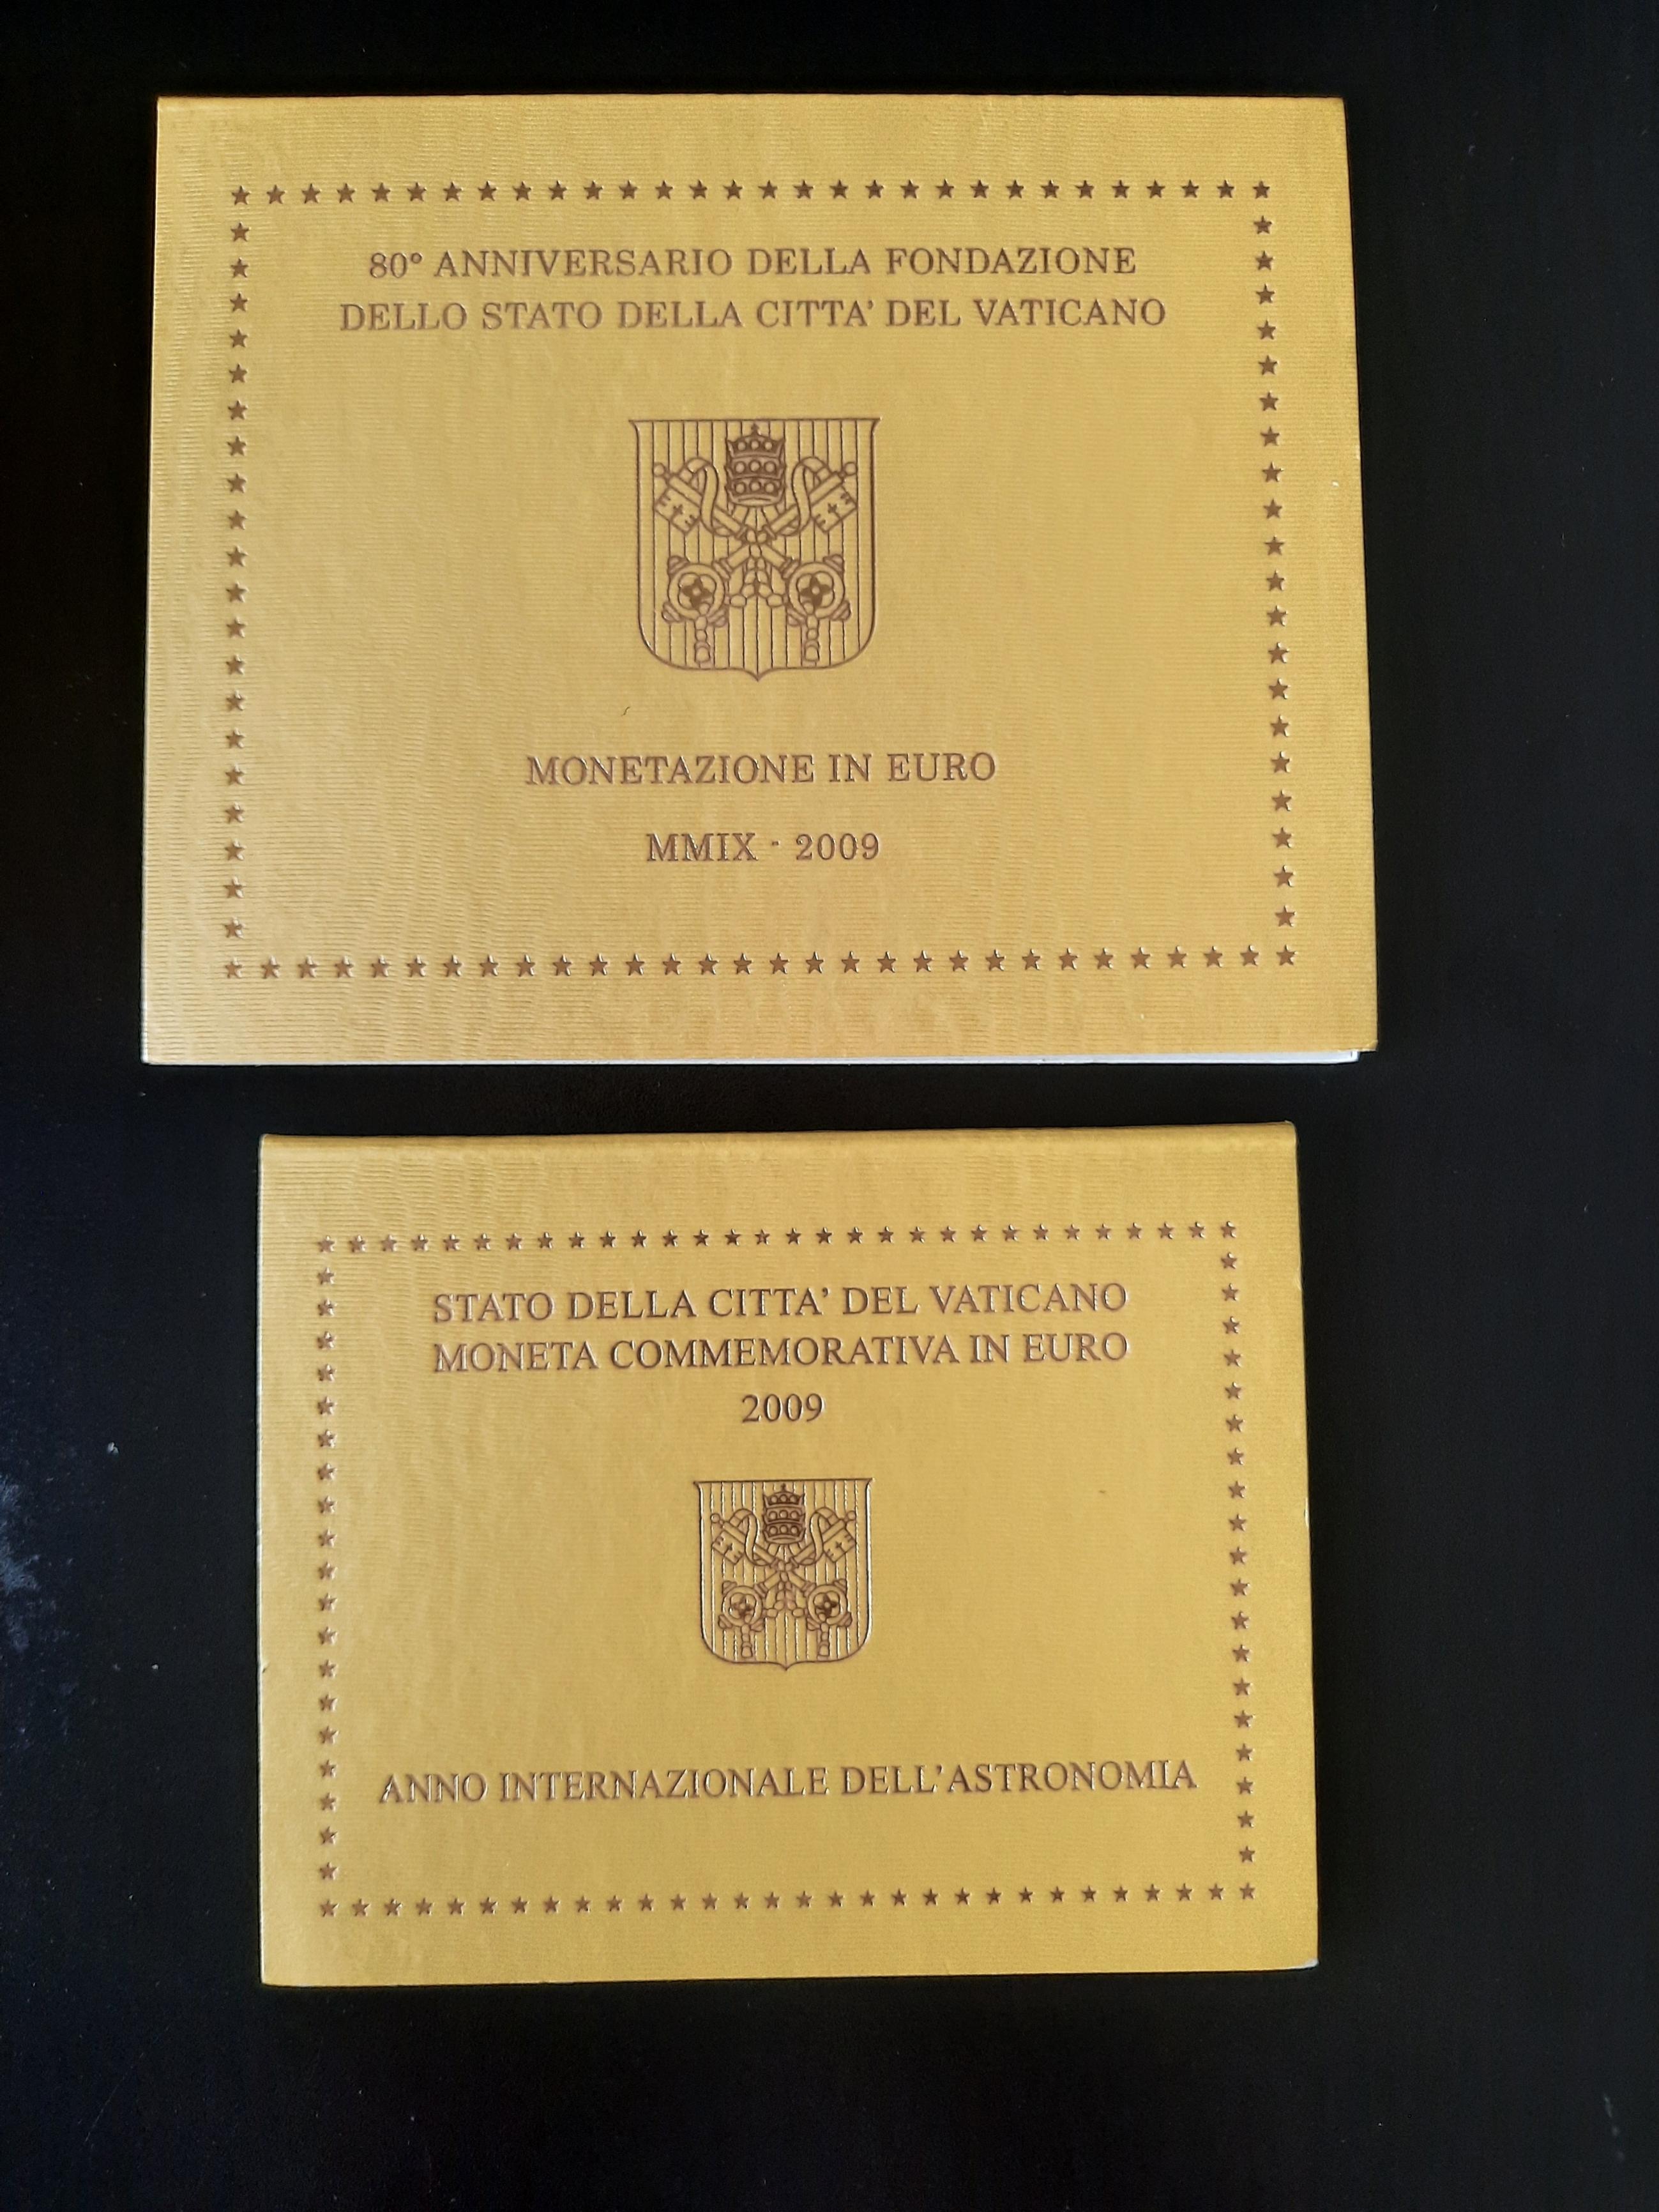 80° ANNIVERSARIO DELLA FONDAZIONE
DELLO STATO DELLA CITTA' DEL VATICANO
MONETAZIONE IN EURO
MMIX - 2009
STATO DELLA CITTA' DEL VATICANO
MONETA COMMEMORATIVA IN EURO
2009
ANNO INTERNAZIONALE DELL'ASTRONOMIA